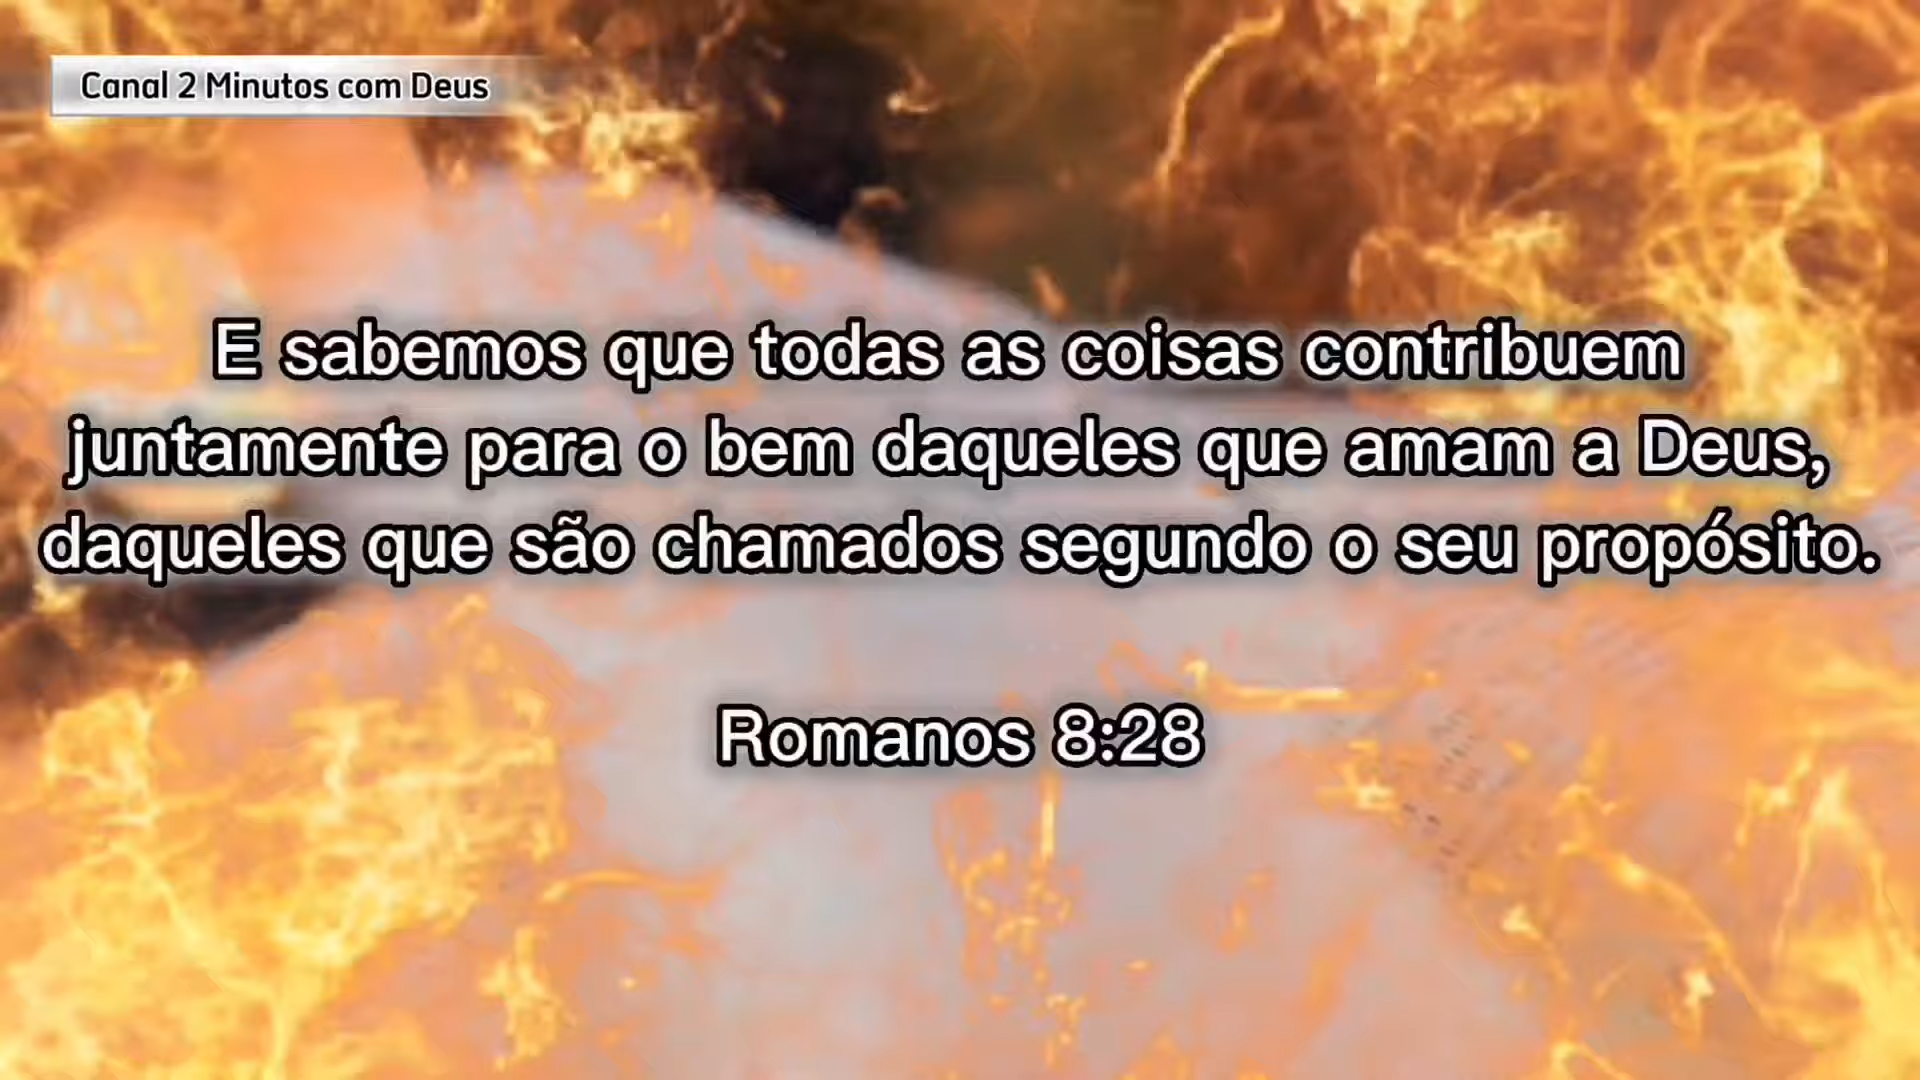 Canal 2 Minutos com Deus
E sabemos que todas as coisas contribuem
juntamente para o bem daqueles que amam a Deus,
daqueles que são chamados segundo o seu propósito.
Romanos 8:28